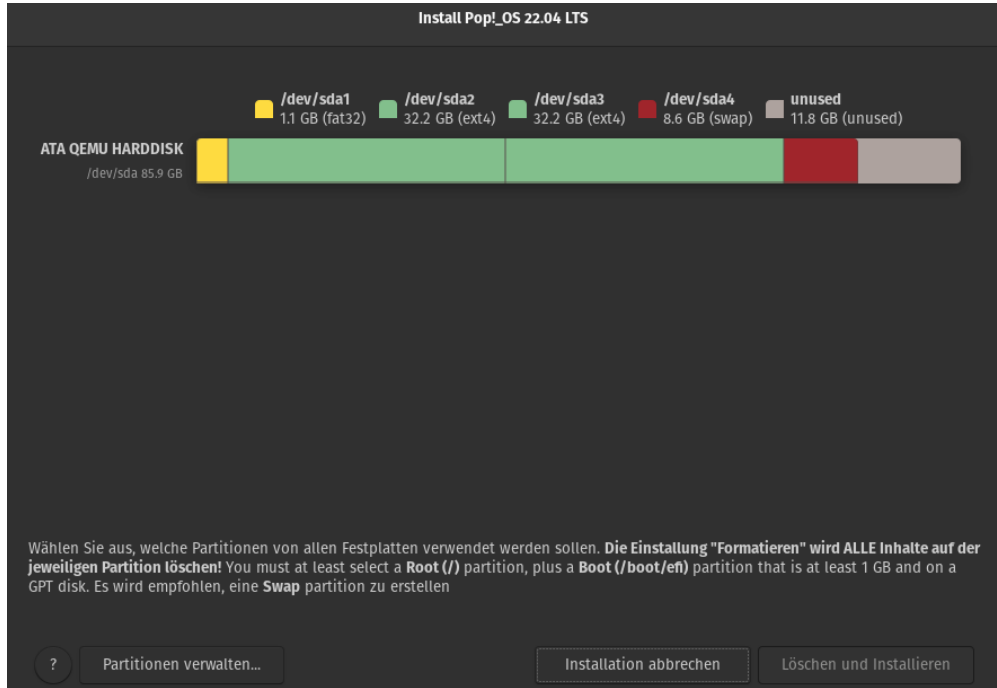 Install Pop!_OS 22.04 LTS
/dev/sda1
1.1 GB (fat32)
/dev/sda2
32.2 GB (ext4)
/dev/sda3
32.2 GB (ext4)
/dev/sda4
8.6 GB (swap)
unused
11.8 GB (unused)
ATA QEMU HARDDISK
/dev/sda 85.9 GB
Wählen Sie aus, welche Partitionen von allen Festplatten verwendet werden sollen. Die Einstellung "Formatieren" wird ALLE Inhalte auf der
jeweiligen Partition löschen! You must at least select a Root (/) partition, plus a Boot (/boot/efi) partition that is at least 1 GB and on a
GPT disk. Es wird empfohlen, eine Swap partition zu erstellen
?
Partitionen verwalten...
Installation abbrechen
Löschen und Installieren